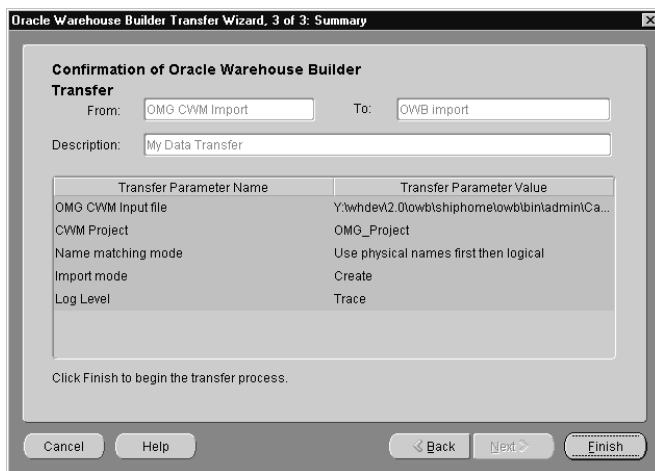 Oracle Warehouse Builder Transfer Wizard, 3 of 3: Summary
Confirmation of Oracle Warehouse Builder
Transfer
From: OMG CWM Import To: OWB import
Description: My Data Transfer
Transfer Parameter Name Transfer Parameter Value
OMG CWM Input file Y:\whdev\2.0\owb\shiphome\owb\bin\admin\Ca...
CWM Project OMG_Project
Name matching mode Use physical names first then logical
Import mode Create
Log Level Trace
Click Finish to begin the transfer process.
Cancel Help Back Next Finish